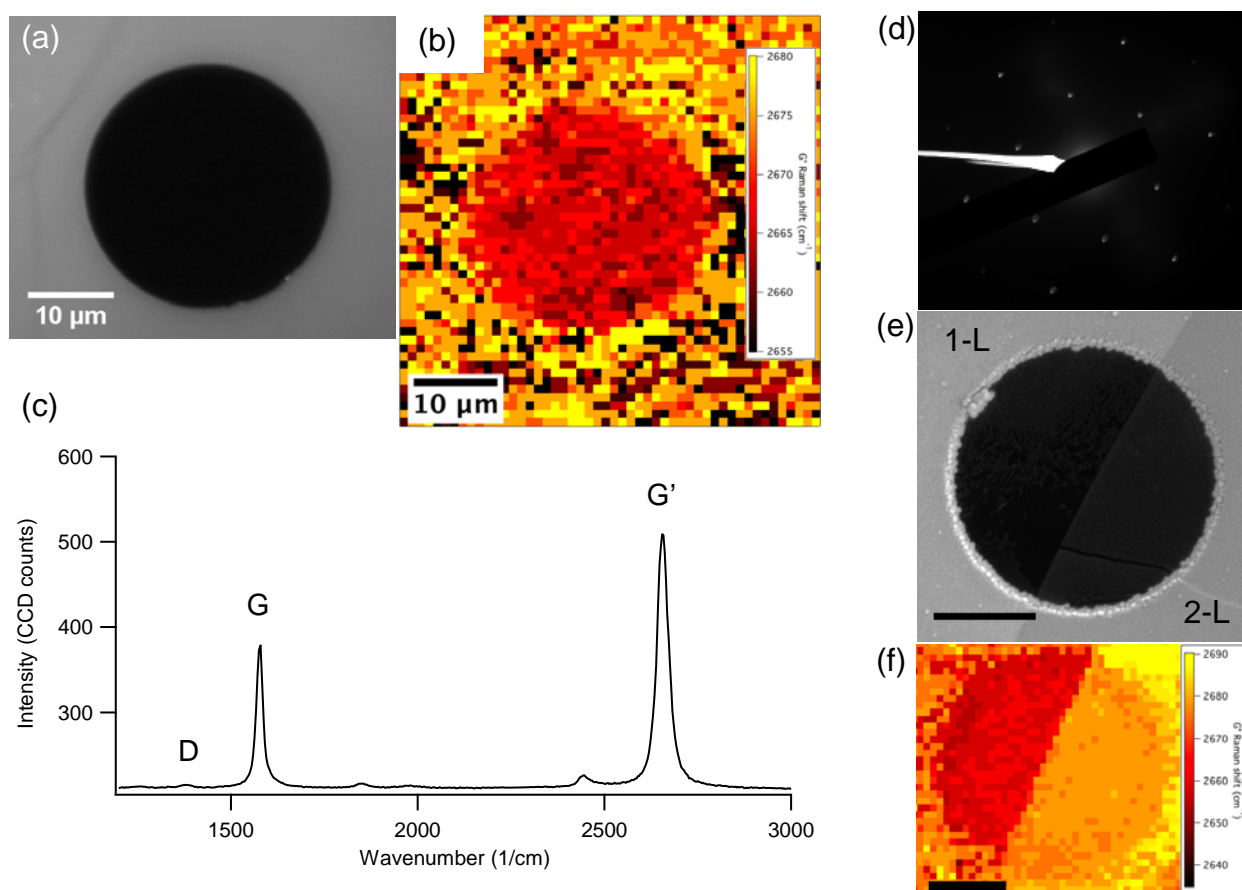 (a)
10 µm
(b)
2680
2675
2670
2665
2660
2655
G' Raman shift (cm⁻¹)
10 µm
(c)
600
500
400
300
Intensity (CCD counts)
D
G
G’
1500
2000
2500
3000
Wavenumber (1/cm)
(d)
(e)
1-L
2-L
(f)
2690
2680
2670
2660
2650
2640
G' Raman shift (cm⁻¹)